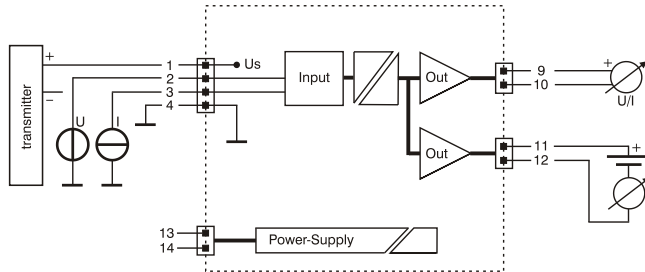 transmitter
+
−
U
I
1
2
3
4
Us
Input
Out
Out
9
10
+
U/I
11
12
+
13
14
Power-Supply